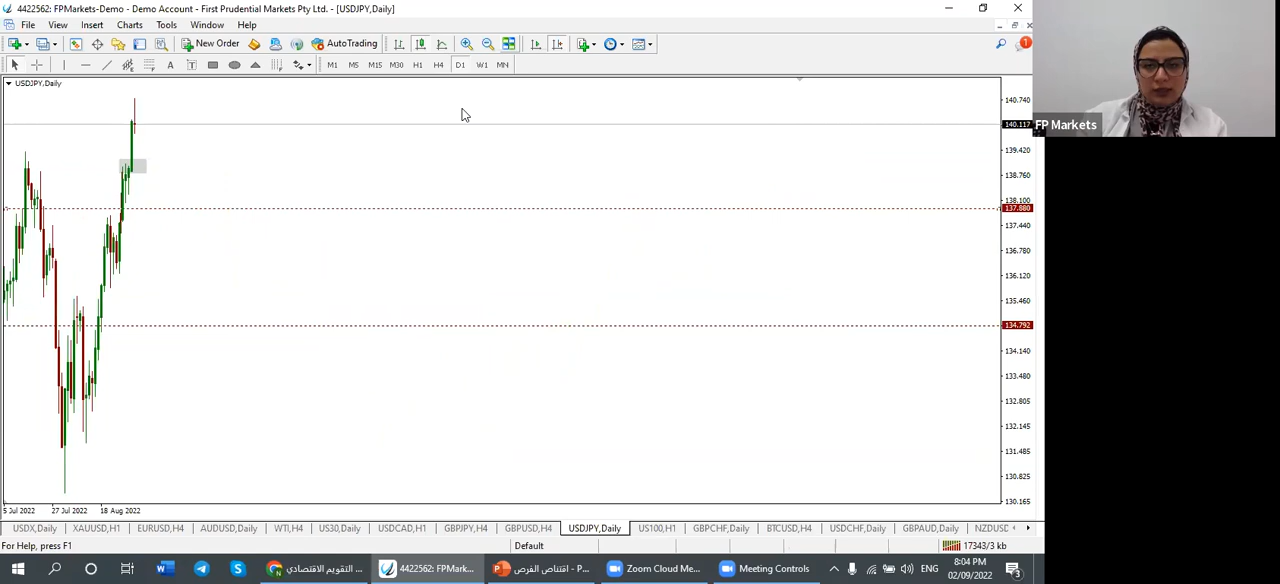 4422562: FPMarkets-Demo - Demo Account - First Prudential Markets Pty Ltd. - [USDJPY,Daily]
File View Insert Charts Tools Window Help
New Order AutoTrading
A T M1 M5 M15 M30 H1 H4 D1 W1 MN
1
USDJPY,Daily
140.740
140.117
139.420
138.760
138.100
137.880
137.440
136.780
136.120
135.460
134.792
134.140
133.480
132.805
132.145
131.485
130.825
130.165
5 Jul 2022 27 Jul 2022 18 Aug 2022
USDX,Daily XAUUSD,H1 EURUSD,H4 AUDUSD,Daily WTI,H4 US30,Daily USDCAD,H1 GBPJPY,H4 GBPUSD,H4 USDJPY,Daily US100,H1 GBPCHF,Daily BTCUSD,H4 USDCHF,Daily GBPAUD,Daily NZDUSD
For Help, press F1 Default 17343/3 kb
التقويم الاقتصادي ... 4422562: FPMark... اقتناص الفرص - P... Zoom Cloud Me... Meeting Controls ENG 8:04 PM
02/09/2022 3
FP Markets